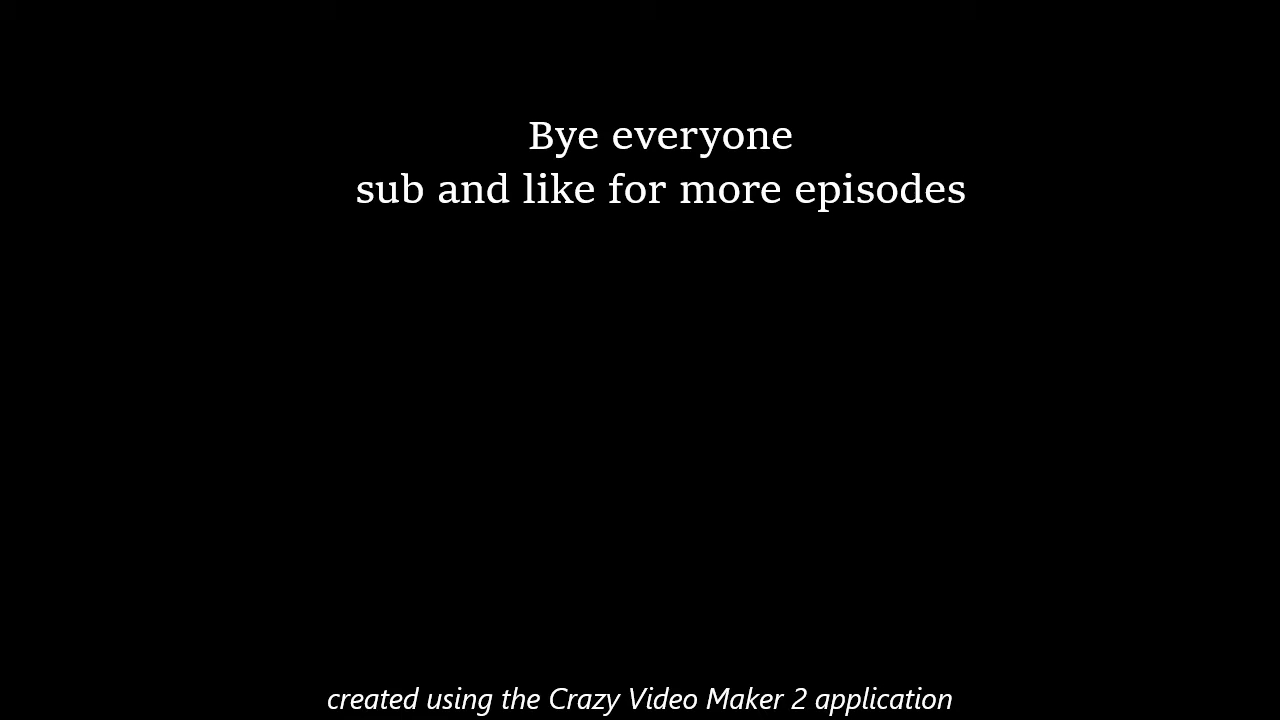 Bye everyone
sub and like for more episodes
created using the Crazy Video Maker 2 application